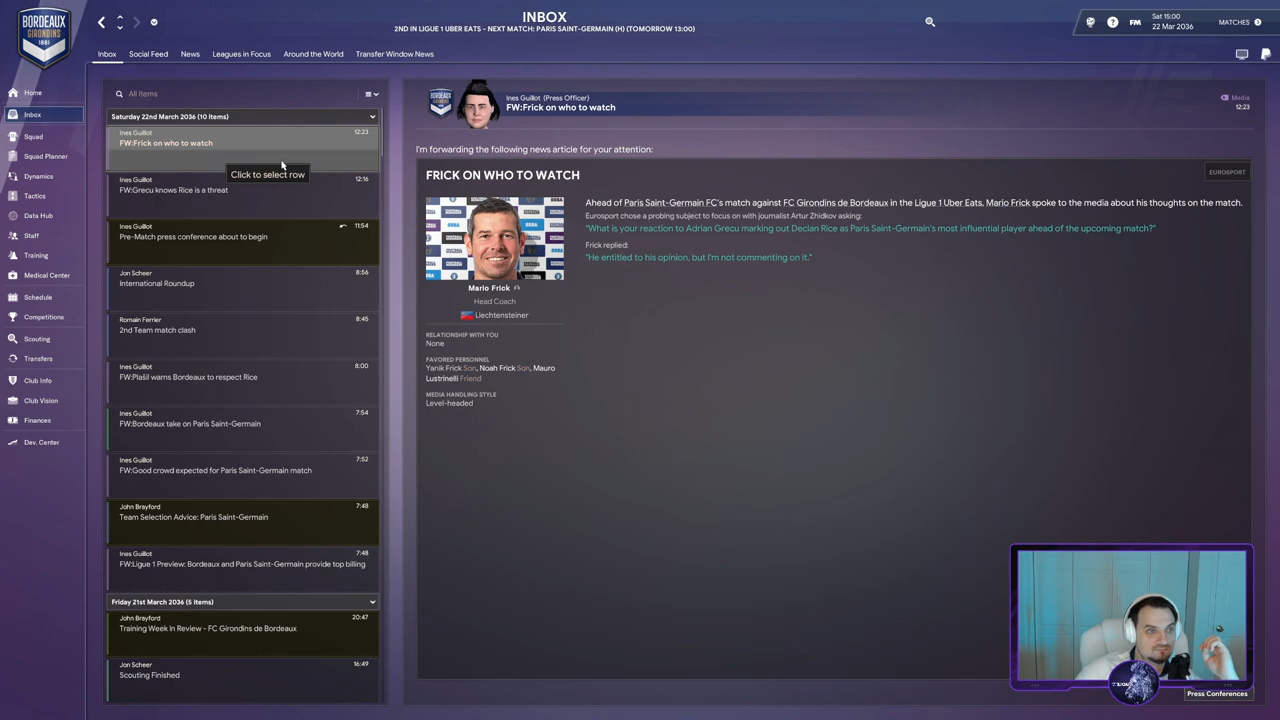 BORDEAUX
GIRONDINS
1881
INBOX
2ND IN LIGUE 1 UBER EATS - NEXT MATCH: PARIS SAINT-GERMAIN (H) (TOMORROW 13:00)
FM
Sat 15:00
22 Mar 2036
MATCHES
Inbox
Social Feed
News
Leagues in Focus
Around the World
Transfer Window News
Home
Inbox
Squad
Squad Planner
Dynamics
Tactics
Data Hub
Staff
Training
Medical Center
Schedule
Competitions
Scouting
Transfers
Club Info
Club Vision
Finances
Dev. Center
All Items
Saturday 22nd March 2036 (10 Items)
Ines Guillot 12:23
FW:Frick on who to watch
Click to select row
Ines Guillot 12:16
FW:Grecu knows Rice is a threat
Ines Guillot 11:54
Pre-Match press conference about to begin
Jon Scheer 8:56
International Roundup
Romain Ferrier 8:45
2nd Team match clash
Ines Guillot 8:00
FW:Plašil warns Bordeaux to respect Rice
Ines Guillot 7:54
FW:Bordeaux take on Paris Saint-Germain
Ines Guillot 7:52
FW:Good crowd expected for Paris Saint-Germain match
John Brayford 7:48
Team Selection Advice: Paris Saint-Germain
Ines Guillot 7:48
FW:Ligue 1 Preview: Bordeaux and Paris Saint-Germain provide top billing
Friday 21st March 2036 (5 Items)
John Brayford 20:47
Training Week In Review - FC Girondins de Bordeaux
Jon Scheer 16:49
Scouting Finished
Ines Guillot (Press Officer)
FW:Frick on who to watch
Media
12:23
I'm forwarding the following news article for your attention:
FRICK ON WHO TO WATCH
EUROSPORT
Mario Frick
Head Coach
Liechtensteiner
RELATIONSHIP WITH YOU
None
FAVORED PERSONNEL
Yanik Frick Son, Noah Frick Son, Mauro
Lustrinelli Friend
MEDIA HANDLING STYLE
Level-headed
Ahead of Paris Saint-Germain FC's match against FC Girondins de Bordeaux in the Ligue 1 Uber Eats, Mario Frick spoke to the media about his thoughts on the match.
Eurosport chose a probing subject to focus on with journalist Artur Zhidkov asking:
"What is your reaction to Adrian Grecu marking out Declan Rice as Paris Saint-Germain's most influential player ahead of the upcoming match?"
Frick replied:
"He entitled to his opinion, but I'm not commenting on it."
Press Conferences